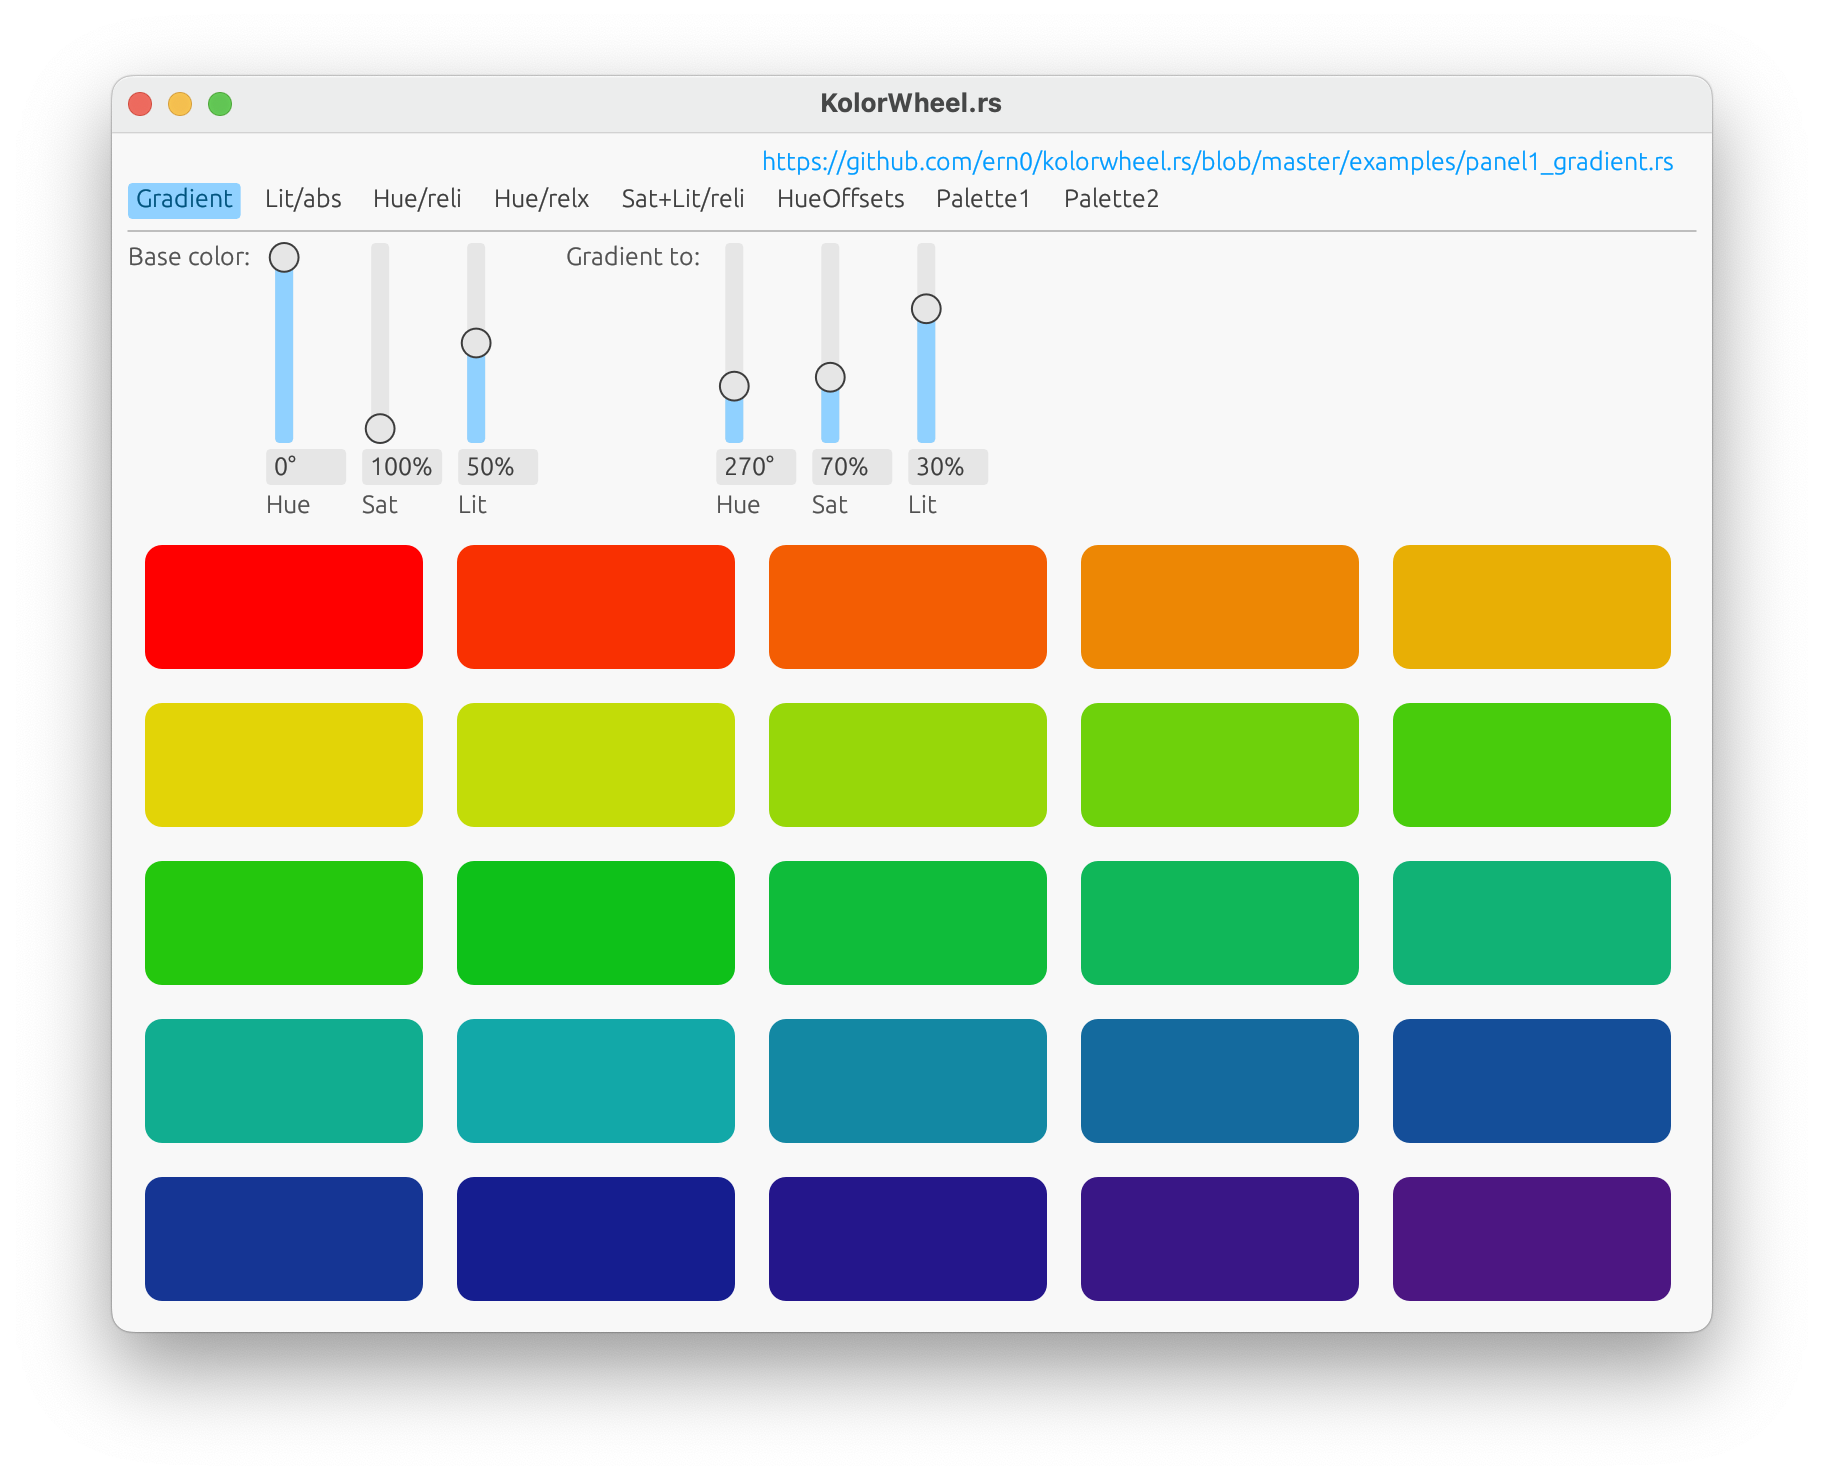 KolorWheel.rs
https://github.com/ern0/kolorwheel.rs/blob/master/examples/panel1_gradient.rs
Gradient Lit/abs Hue/reli Hue/relx Sat+Lit/reli HueOffsets Palette1 Palette2
Base color: Gradient to:
0° 100% 50% 270° 70% 30%
Hue Sat Lit Hue Sat Lit